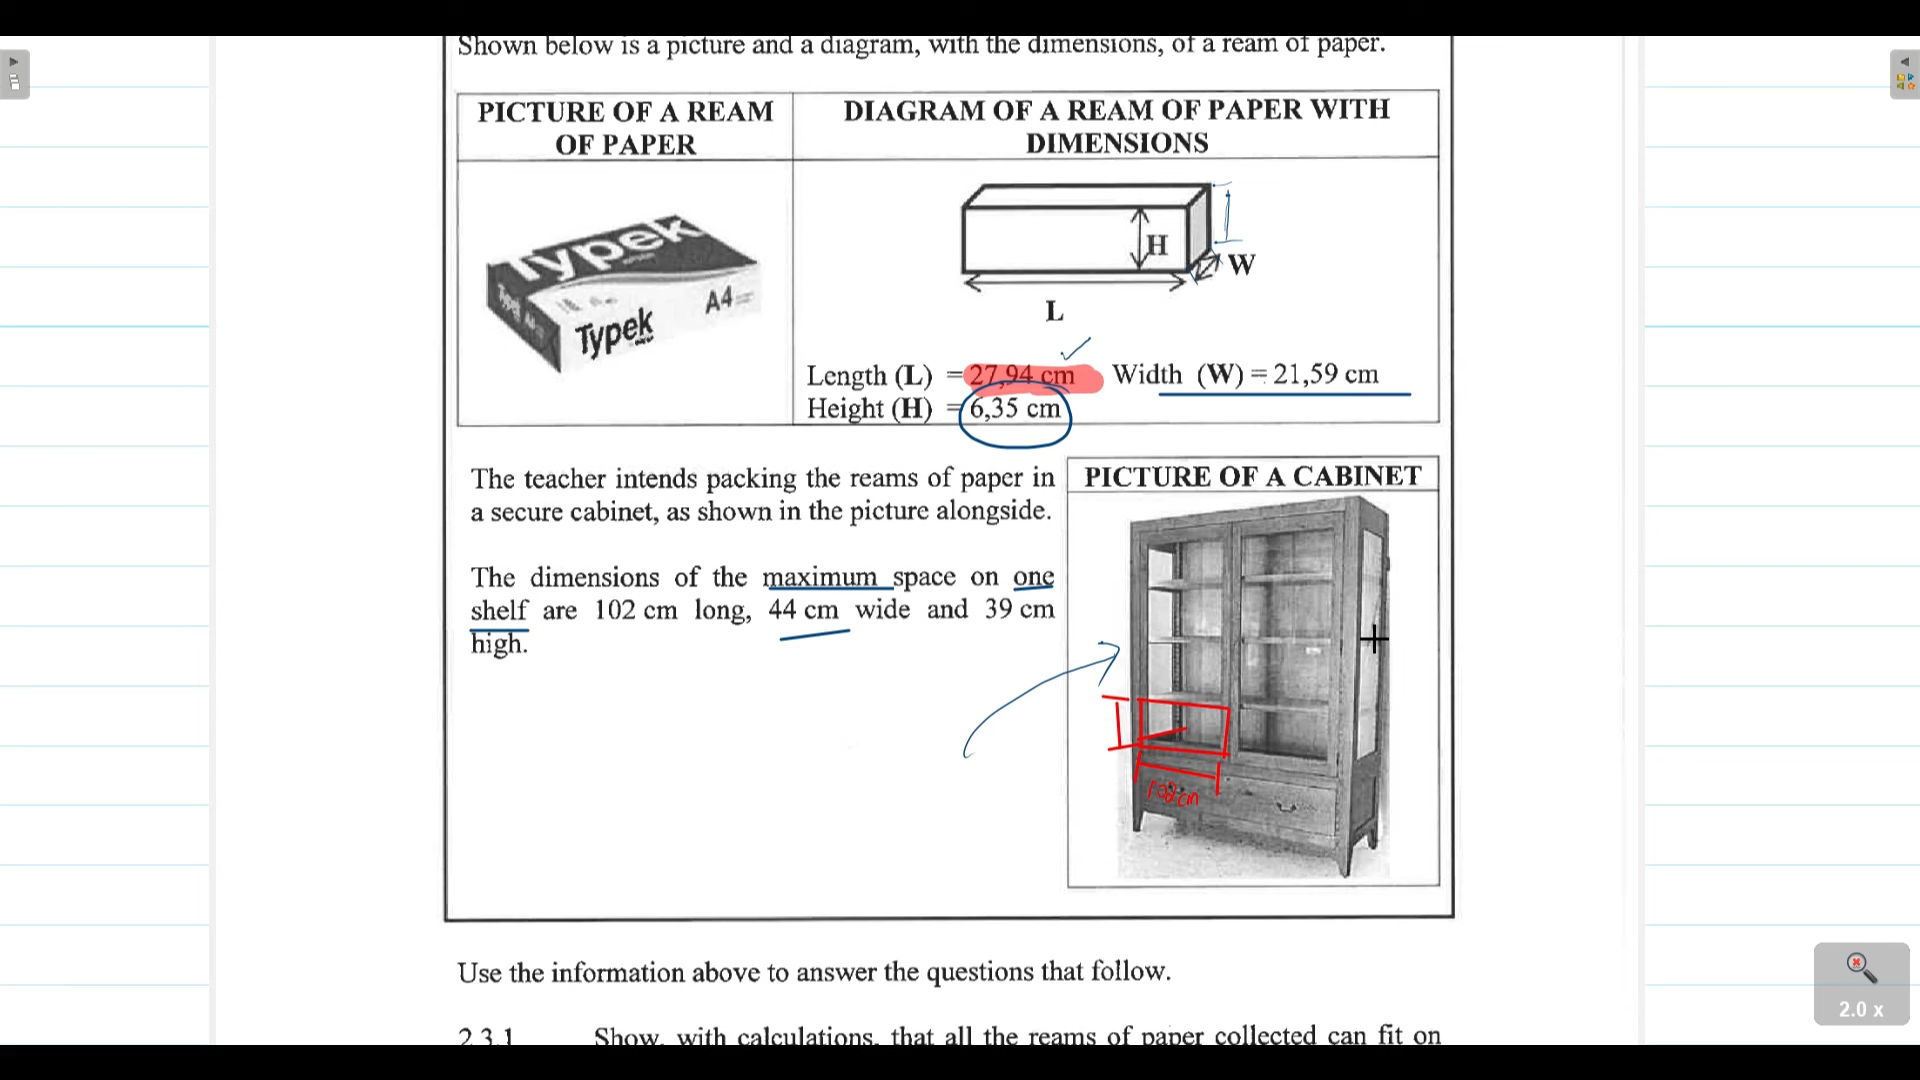 Shown below is a picture and a diagram, with the dimensions, of a ream of paper.
PICTURE OF A REAM
OF PAPER
DIAGRAM OF A REAM OF PAPER WITH
DIMENSIONS
Typek
A4
Typek
H
W
L
Length (L) = 27,94 cm Width (W) = 21,59 cm
Height (H) = 6,35 cm
The teacher intends packing the reams of paper in
a secure cabinet, as shown in the picture alongside.
The dimensions of the maximum space on one
shelf are 102 cm long, 44 cm wide and 39 cm
high.
PICTURE OF A CABINET
102cm
Use the information above to answer the questions that follow.
2.3.1 Show, with calculations, that all the reams of paper collected can fit on
2.0 x